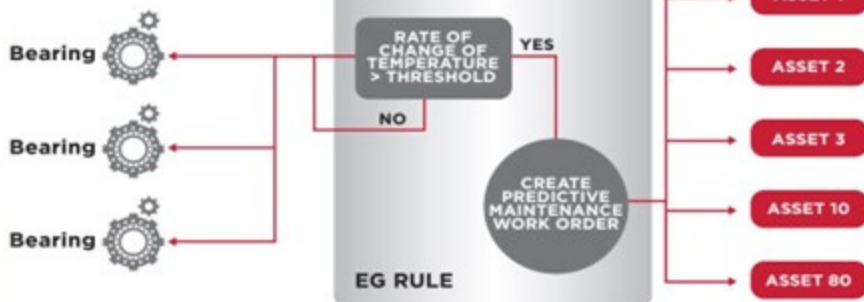 Bearing
Bearing
Bearing
RATE OF
CHANGE OF
TEMPERATURE
> THRESHOLD
YES
NO
CREATE
PREDICTIVE
MAINTENANCE
WORK ORDER
EG RULE
ASSET 2
ASSET 3
ASSET 10
ASSET 80